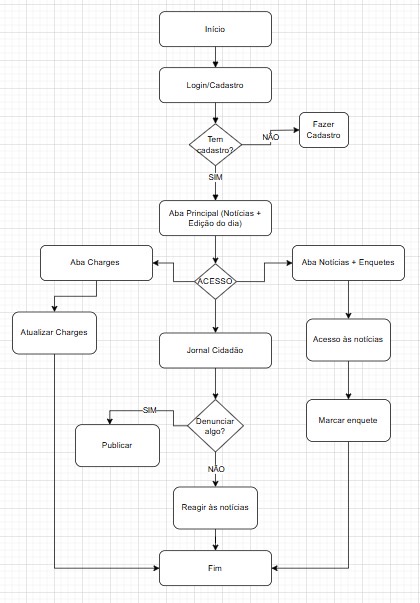 Início
Login/Cadastro
Tem
cadastro?
NÃO
Fazer
Cadastro
SIM
Aba Principal (Notícias +
Edição do dia)
Aba Charges
ACESSO
Aba Notícias + Enquetes
Atualizar Charges
Jornal Cidadão
Acesso às notícias
SIM
Denunciar
algo?
Marcar enquete
Publicar
NÃO
Reagir às notícias
Fim